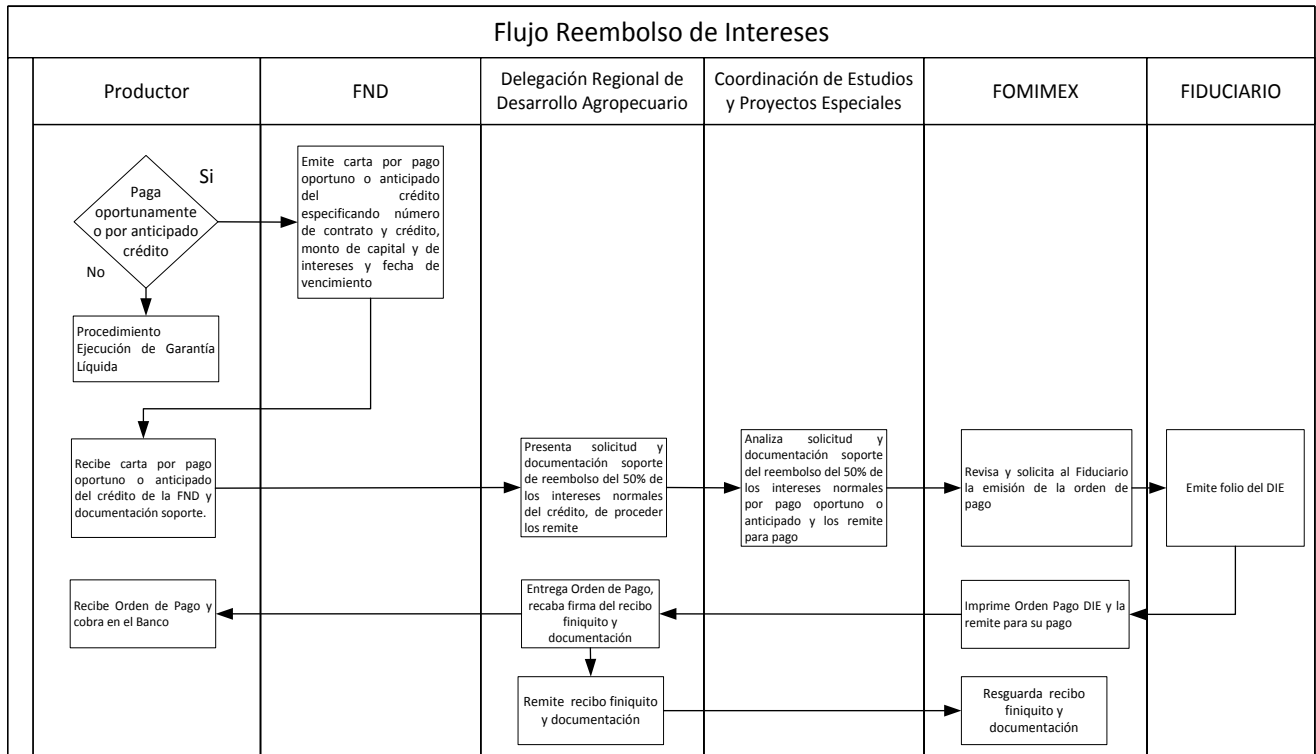 Flujo Reembolso de Intereses
Productor
FND
Delegación Regional de
Desarrollo Agropecuario
Coordinación de Estudios
y Proyectos Especiales
FOMIMEX
FIDUCIARIO
Paga
oportunamente
o por anticipado
crédito
Si
No
Emite carta por pago
oportuno o anticipado
del crédito
especificando número
de contrato y crédito,
monto de capital y de
intereses y fecha de
vencimiento
Procedimiento
Ejecución de Garantía
Líquida
Recibe carta por pago
oportuno o anticipado
del crédito de la FND y
documentación soporte.
Presenta solicitud y
documentación soporte
de reembolso del 50% de
los intereses normales
del crédito, de proceder
los remite
Analiza solicitud y
documentación soporte
del reembolso del 50% de
los intereses normales
por pago oportuno o
anticipado y los remite
para pago
Revisa y solicita al Fiduciario
la emisión de la orden de
pago
Emite folio del DIE
Recibe Orden de Pago y
cobra en el Banco
Entrega Orden de Pago,
recaba firma del recibo
finiquito y
documentación
Imprime Orden Pago DIE y la
remite para su pago
Remite recibo finiquito
y documentación
Resguarda recibo
finiquito y
documentación